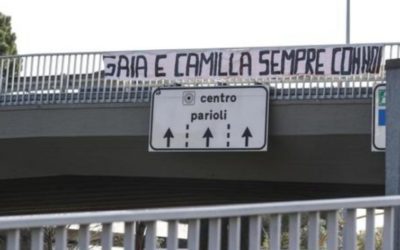 GAIA E CAMILLA SEMPRE CON NOI
centro
parioli